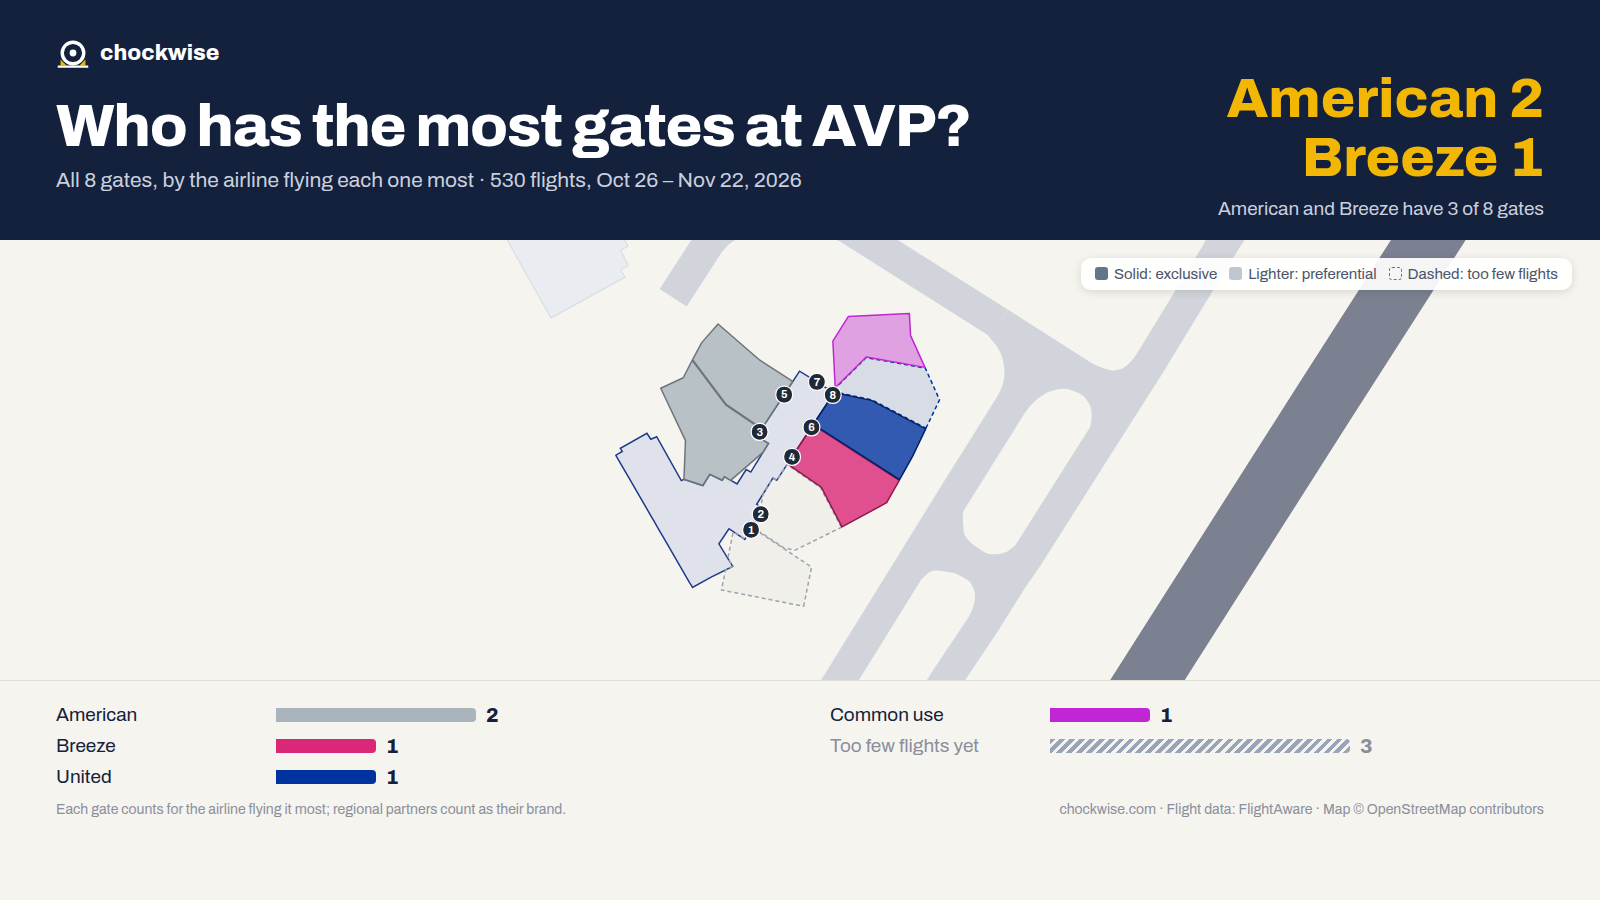 chockwise
Who has the most gates at AVP?
All 8 gates, by the airline flying each one most · 530 flights, Oct 26 – Nov 22, 2026
American 2
Breeze 1
American and Breeze have 3 of 8 gates
Solid: exclusive Lighter: preferential Dashed: too few flights
7
5
8
6
3
4
2
1
American 2
Breeze 1
United 1
Common use 1
Too few flights yet 3
Each gate counts for the airline flying it most; regional partners count as their brand.
chockwise.com · Flight data: FlightAware · Map © OpenStreetMap contributors